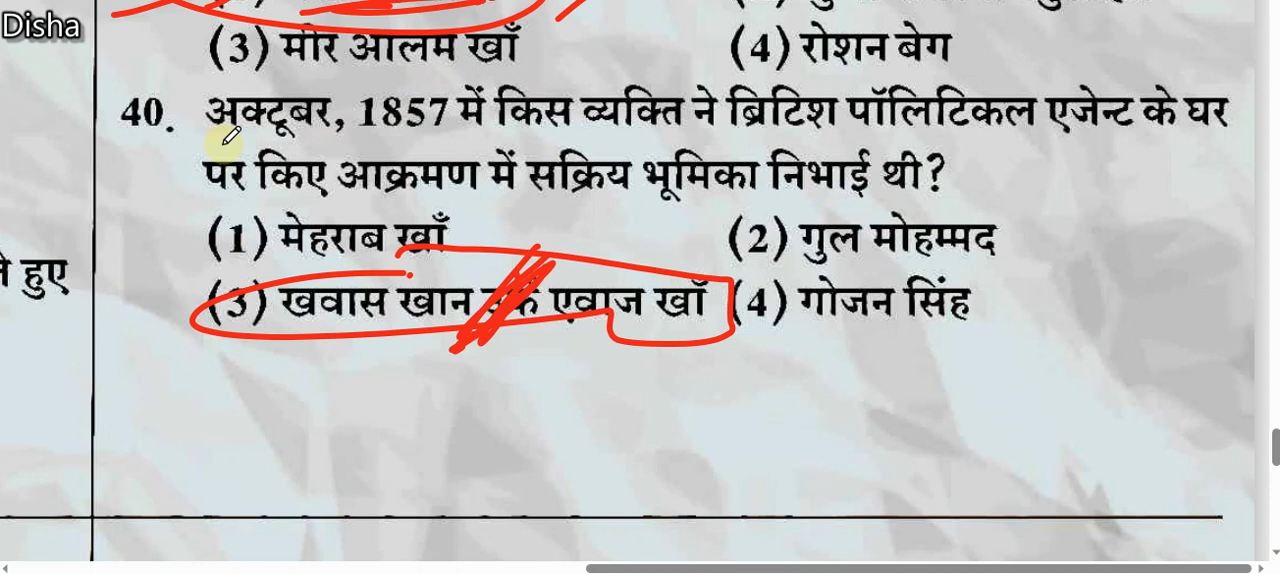 Disha
(3) मीर आलम खाँ (4) रोशन बेग
40. अक्टूबर, 1857 में किस व्यक्ति ने ब्रिटिश पॉलिटिकल एजेन्ट के घर
पर किए आक्रमण में सक्रिय भूमिका निभाई थी?
(1) मेहराब खाँ (2) गुल मोहम्मद
हुए
(3) खवास खान उर्फ एवाज खाँ (4) गोजन सिंह